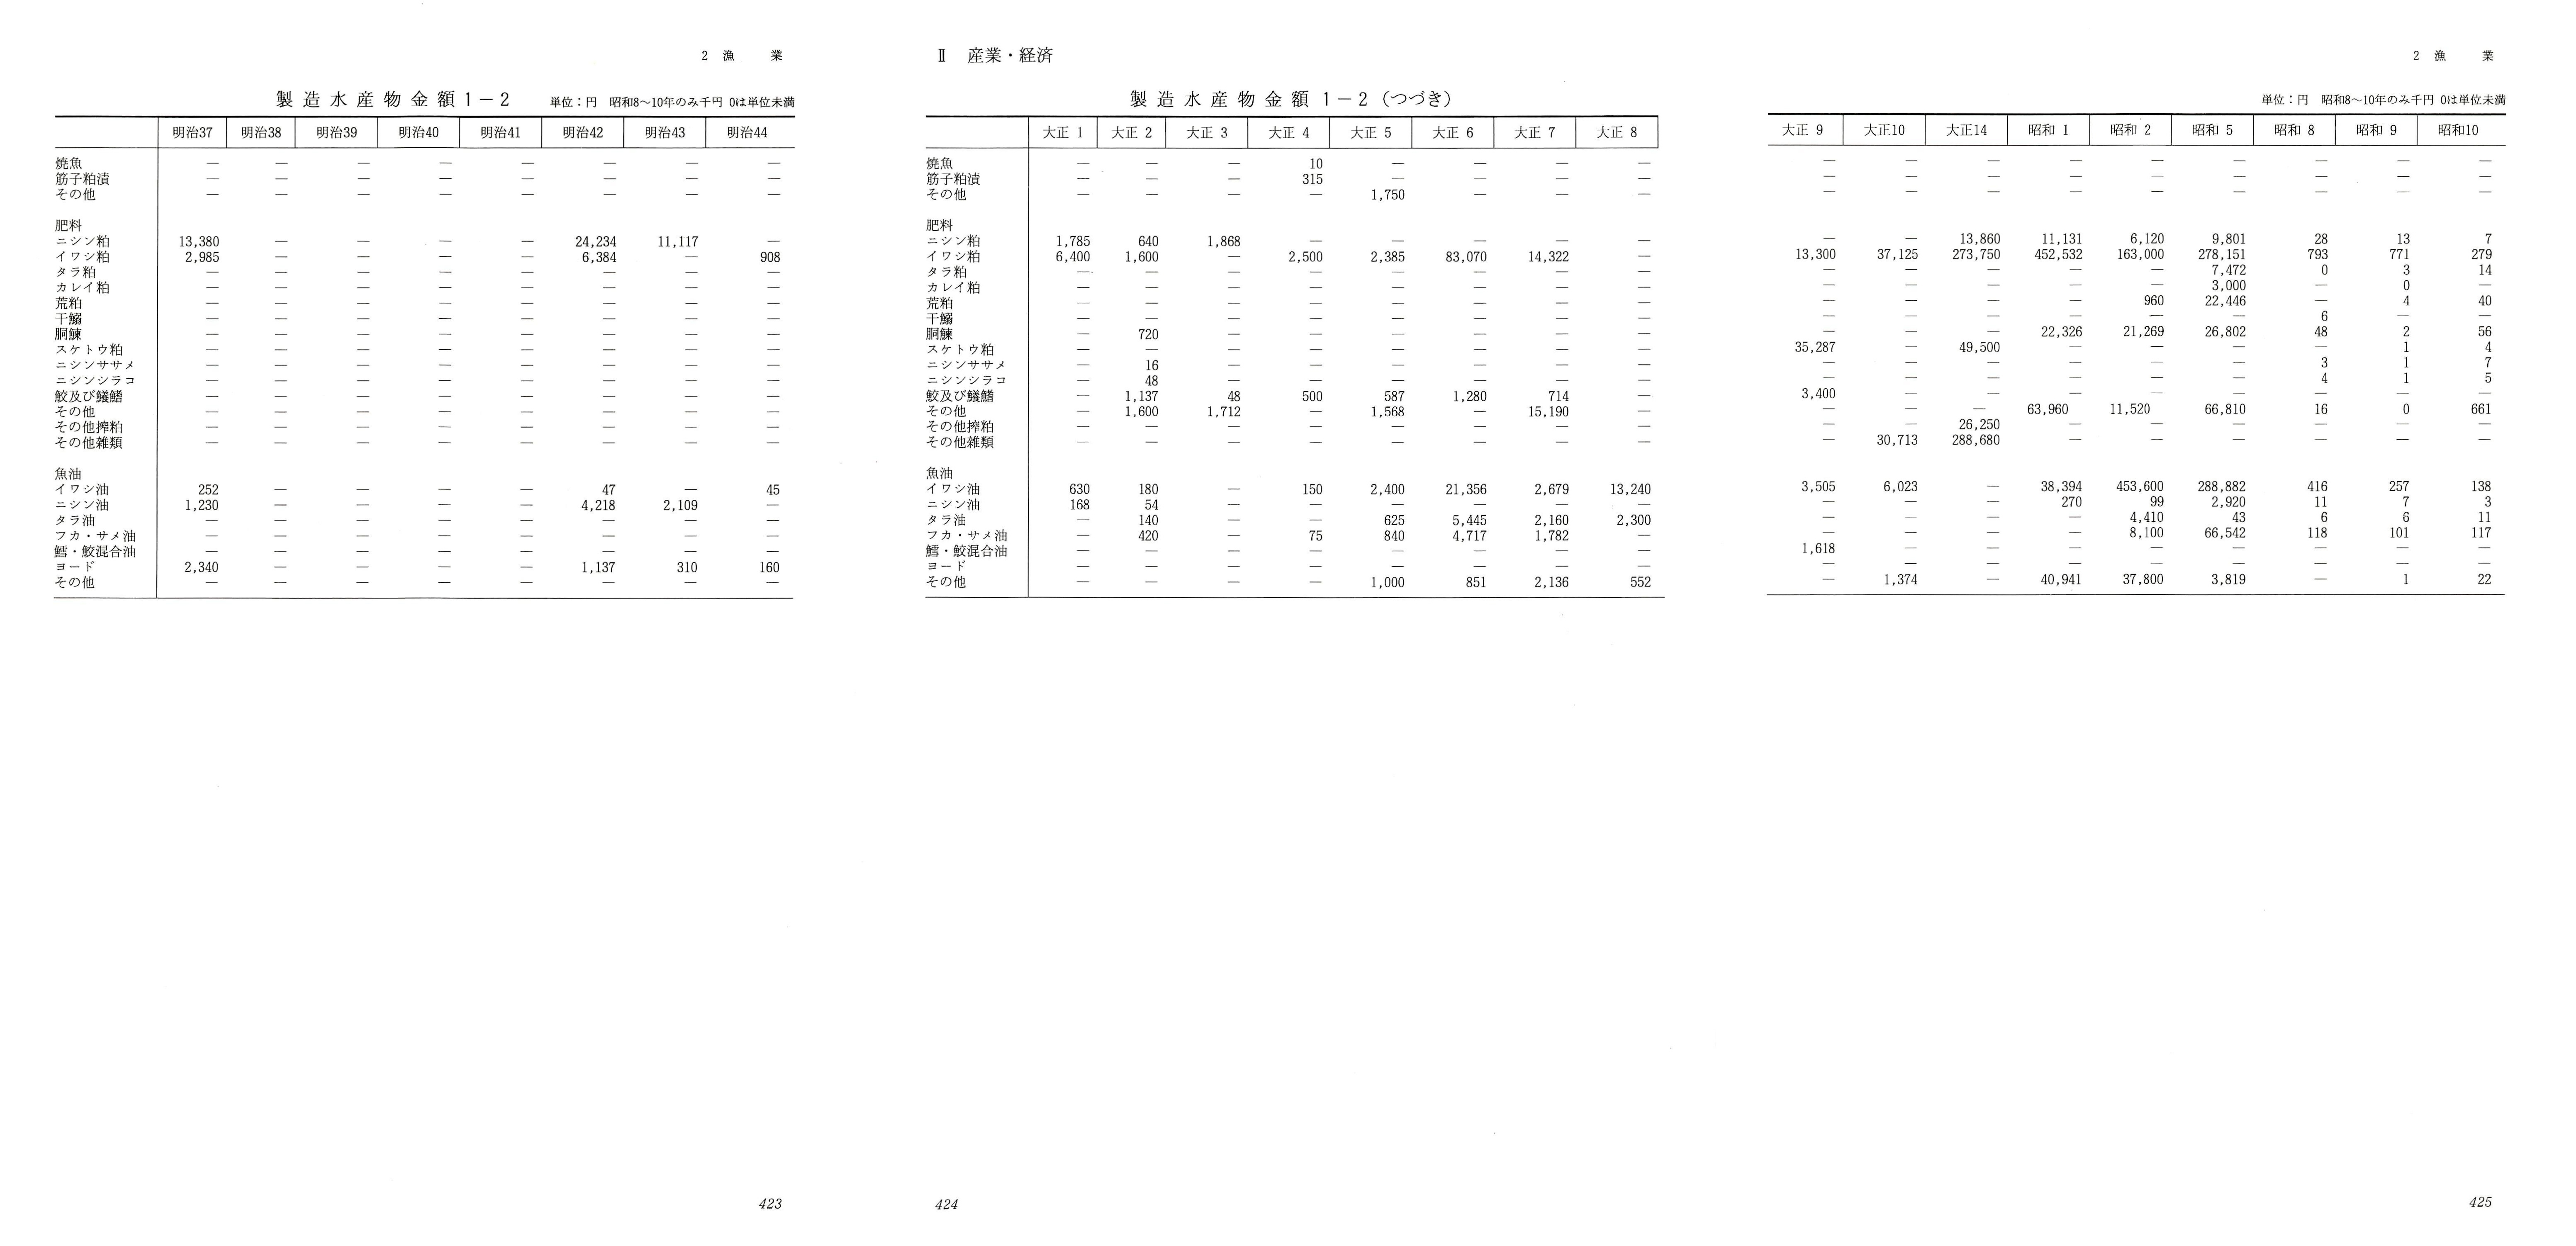 2 漁　業
製造水産物金額1－2　単位：円　昭和8～10年のみ千円 0は単位未満
明治37 明治38 明治39 明治40 明治41 明治42 明治43 明治44
焼魚 — — — — — — — —
筋子粕漬 — — — — — — — —
その他 — — — — — — — —
肥料
ニシン粕 13,380 — — — — 24,234 11,117 —
イワシ粕 2,985 — — — — 6,384 — 908
タラ粕 — — — — — — — —
カレイ粕 — — — — — — — —
荒粕 — — — — — — — —
干鰯 — — — — — — — —
胴鰊 — — — — — — — —
スケトウ粕 — — — — — — — —
ニシンササメ — — — — — — — —
ニシンシラコ — — — — — — — —
鮫及び鱶鰭 — — — — — — — —
その他 — — — — — — — —
その他搾粕 — — — — — — — —
その他雑類 — — — — — — — —
魚油
イワシ油 252 — — — — 47 — 45
ニシン油 1,230 — — — — 4,218 2,109 —
タラ油 — — — — — — — —
フカ・サメ油 — — — — — — — —
鱈・鮫混合油 — — — — — — — —
ヨード 2,340 — — — — 1,137 310 160
その他 — — — — — — — —
423
Ⅱ　産業・経済
製造水産物金額1－2（つづき）
大正 1 大正 2 大正 3 大正 4 大正 5 大正 6 大正 7 大正 8
焼魚 — — — 10 — — — —
筋子粕漬 — — — 315 — — — —
その他 — — — — 1,750 — — —
肥料
ニシン粕 1,785 640 1,868 — — — — —
イワシ粕 6,400 1,600 — 2,500 2,385 83,070 14,322 —
タラ粕 — — — — — — — —
カレイ粕 — — — — — — — —
荒粕 — — — — — — — —
干鰯 — — — — — — — —
胴鰊 — 720 — — — — — —
スケトウ粕 — — — — — — — —
ニシンササメ — 16 — — — — — —
ニシンシラコ — 48 — — — — — —
鮫及び鱶鰭 — 1,137 48 500 587 1,280 714 —
その他 — 1,600 1,712 — 1,568 — 15,190 —
その他搾粕 — — — — — — — —
その他雑類 — — — — — — — —
魚油
イワシ油 630 180 — 150 2,400 21,356 2,679 13,240
ニシン油 168 54 — — — — — —
タラ油 — 140 — — 625 5,445 2,160 2,300
フカ・サメ油 — 420 — 75 840 4,717 1,782 —
鱈・鮫混合油 — — — — — — — —
ヨード — — — — — — — —
その他 — — — — 1,000 851 2,136 552
424
2 漁　業
単位：円　昭和8～10年のみ千円 0は単位未満
大正 9 大正10 大正14 昭和 1 昭和 2 昭和 5 昭和 8 昭和 9 昭和10
— — — — — — — — —
— — — — — — — — —
— — — — — — — — —
— — 13,860 11,131 6,120 9,801 28 13 7
13,300 37,125 273,750 452,532 163,000 278,151 793 771 279
— — — — — 7,472 0 3 14
— — — — — 3,000 — 0 —
— — — — 960 22,446 — 4 40
— — — — — — 6 — —
— — — 22,326 21,269 26,802 48 2 56
35,287 — 49,500 — — — — 1 4
— — — — — — 3 1 7
— — — — — — 4 1 5
3,400 — — — — — — — —
— — — 63,960 11,520 66,810 16 0 661
— — 26,250 — — — — — —
— 30,713 288,680 — — — — — —
3,505 6,023 — 38,394 453,600 288,882 416 257 138
— — — 270 99 2,920 11 7 3
— — — — 4,410 43 6 6 11
— — — — 8,100 66,542 118 101 117
1,618 — — — — — — — —
— — — — — — — — —
— 1,374 — 40,941 37,800 3,819 — 1 22
425